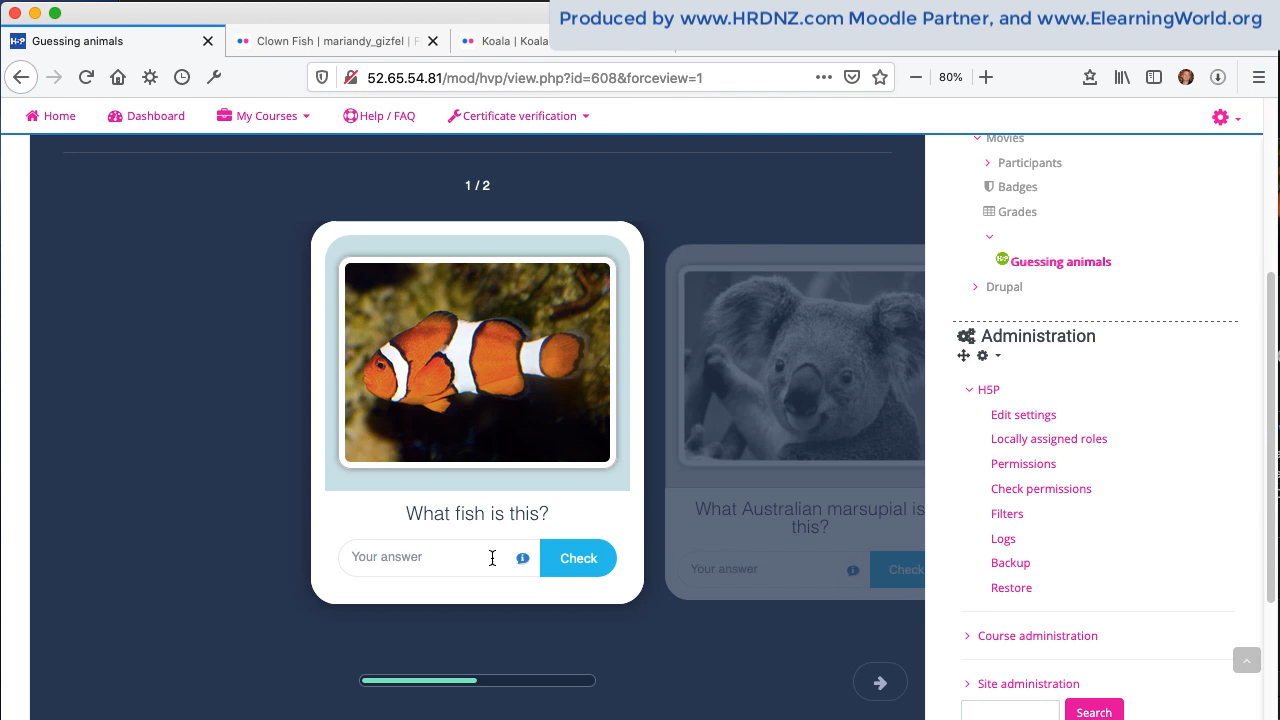 Produced by www.HRDNZ.com Moodle Partner, and www.ElearningWorld.org
H-P Guessing animals
Clown Fish | mariandy_gizfel | F
Koala | Koala
52.65.54.81/mod/hvp/view.php?id=608&forceview=1
80%
Home
Dashboard
My Courses
Help / FAQ
Certificate verification
1 / 2
What fish is this?
Your answer
Check
What Australian marsupial is
this?
Your answer
Check
Movies
Participants
Badges
Grades
H-P Guessing animals
Drupal
Administration
H5P
Edit settings
Locally assigned roles
Permissions
Check permissions
Filters
Logs
Backup
Restore
Course administration
Site administration
Search